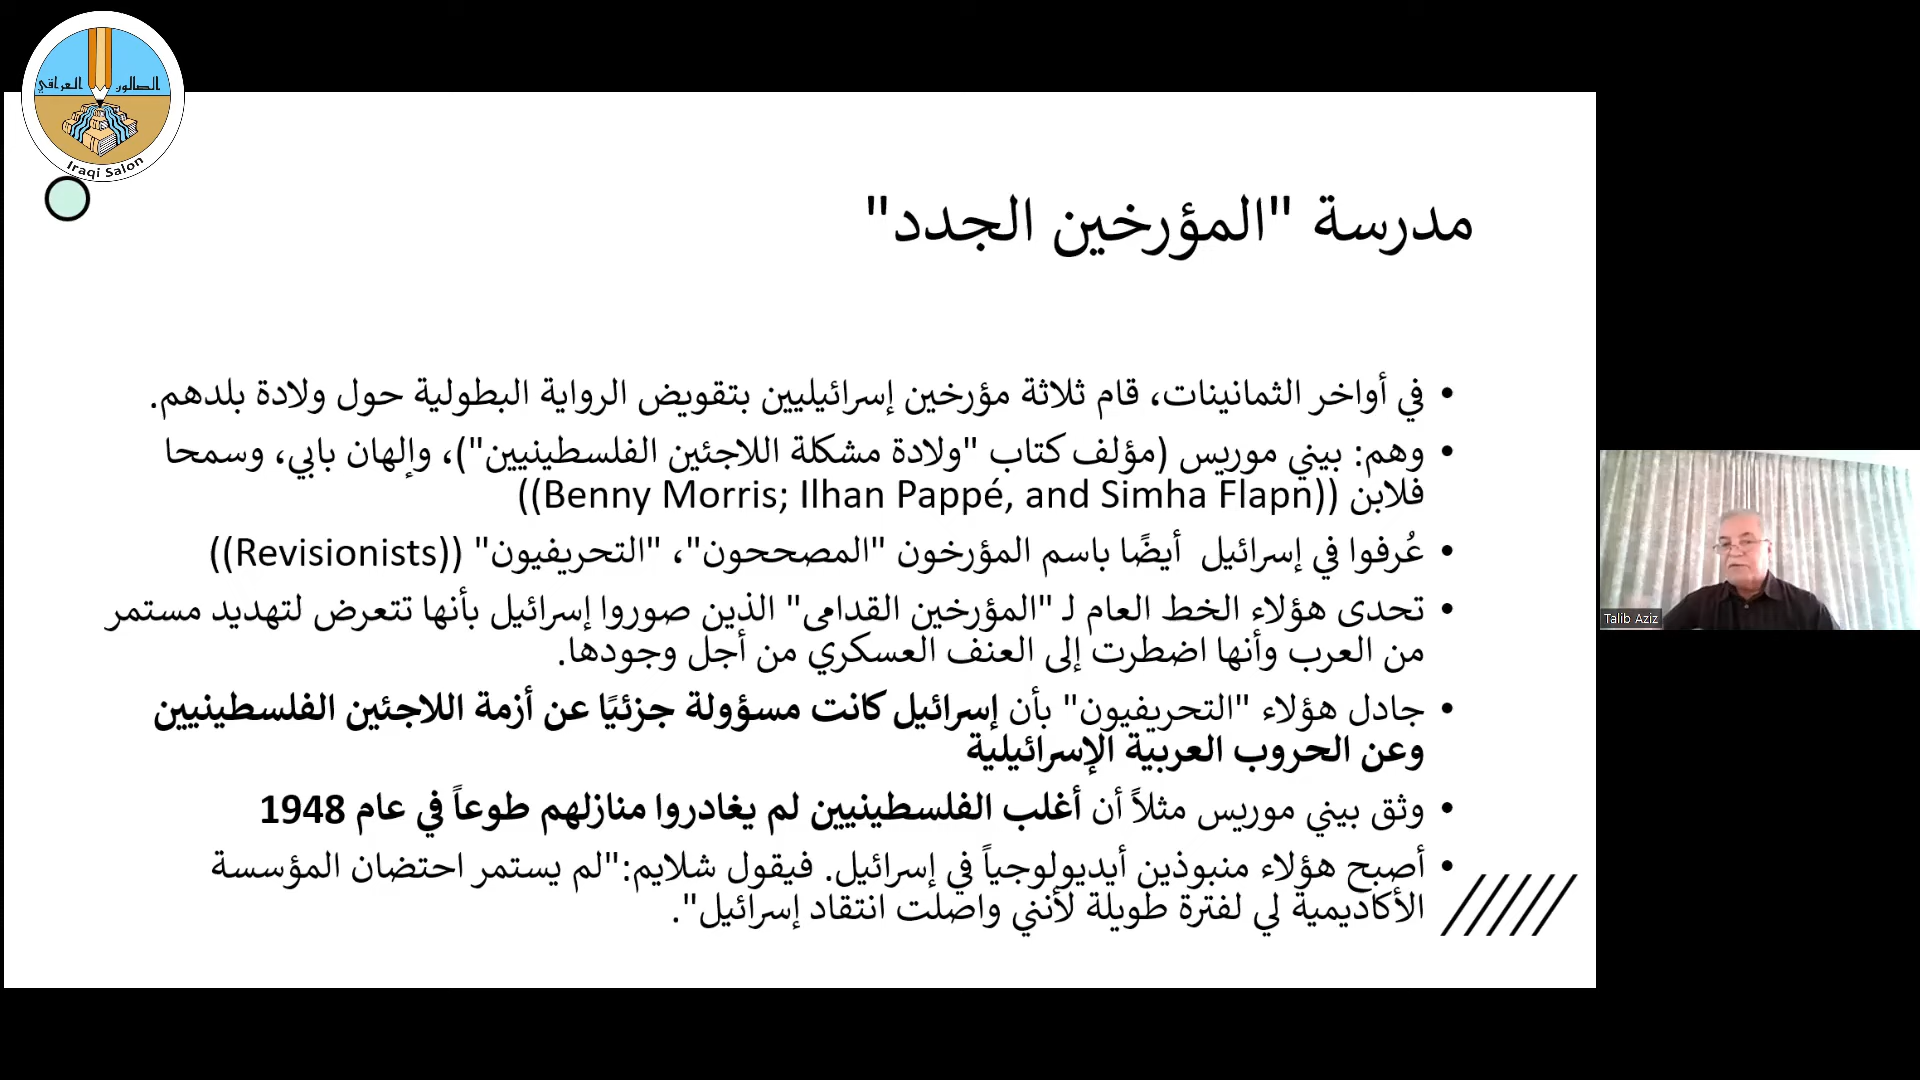 الصالون العراقي
Iraqi Salon
مدرسة "المؤرخين الجدد"
• في أواخر الثمانينات، قام ثلاثة مؤرخين إسرائيليين بتقويض الرواية البطولية حول ولادة بلدهم.
• وهم: بيني موريس (مؤلف كتاب "ولادة مشكلة اللاجئين الفلسطينيين")، وإلهان بابي، وسمحا
فلابن ((Benny Morris; Ilhan Pappé, and Simha Flapn))
• عُرفوا في إسرائيل أيضًا باسم المؤرخون "المصححون"، "التحريفيون" ((Revisionists))
• تحدى هؤلاء الخط العام لـ "المؤرخين القدامى" الذين صوروا إسرائيل بأنها تتعرض لتهديد مستمر
من العرب وأنها اضطرت إلى العنف العسكري من أجل وجودها.
• جادل هؤلاء "التحريفيون" بأن إسرائيل كانت مسؤولة جزئيًا عن أزمة اللاجئين الفلسطينيين
وعن الحروب العربية الإسرائيلية
• وثق بيني موريس مثلاً أن أغلب الفلسطينيين لم يغادروا منازلهم طوعاً في عام 1948
• أصبح هؤلاء منبوذين أيديولوجياً في إسرائيل. فيقول شلايم:"لم يستمر احتضان المؤسسة
الأكاديمية لي لفترة طويلة لأنني واصلت انتقاد إسرائيل".
Talib Aziz